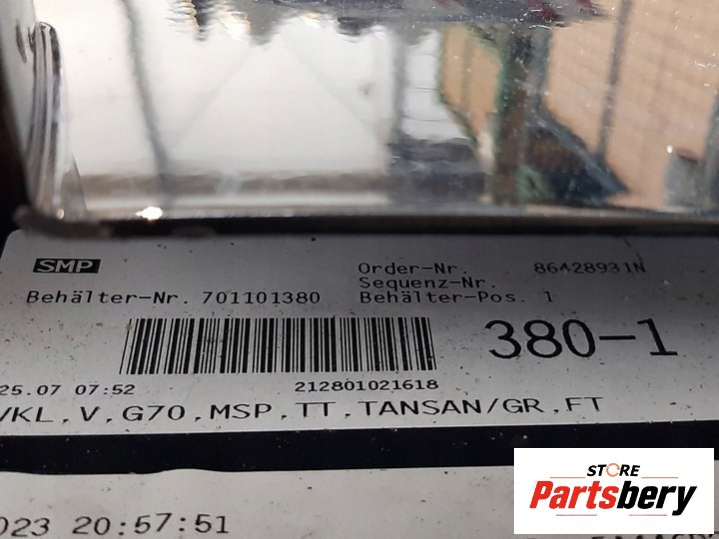 SMP
Order-Nr. 86428931N
Sequenz-Nr.
Behälter-Nr. 701101380
Behälter-Pos. 1
380-1
25.07 07:52
212801021618
/KL,V,G70,MSP,TT,TANSAN/GR,FT
023 20:57:51
STORE
Partsbery